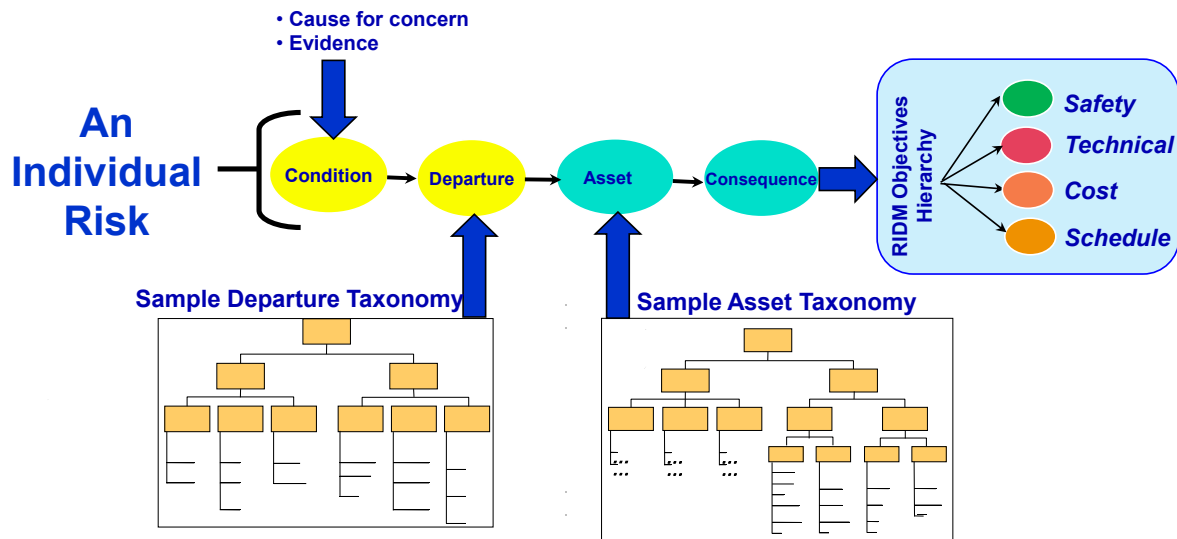 • Cause for concern
• Evidence
An
Individual
Risk
Condition
Departure
Asset
Consequence
RIDM Objectives
Hierarchy
Safety
Technical
Cost
Schedule
Sample Departure Taxonomy
Sample Asset Taxonomy
...
...
...
...
...
...